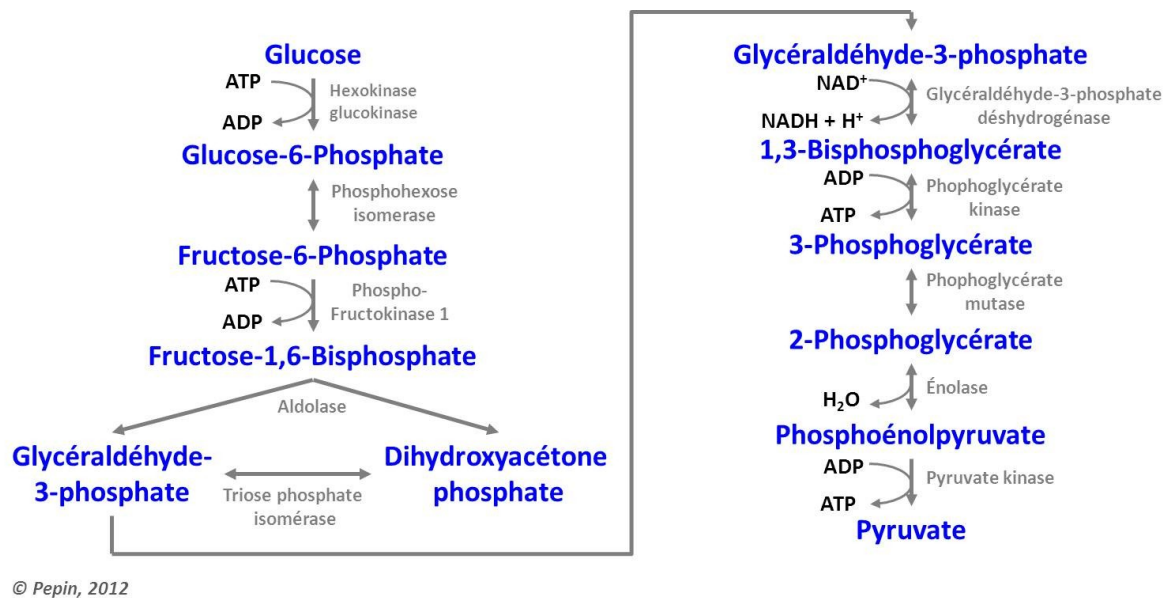 Glucose
ATP
Hexokinase
glucokinase
ADP
Glucose-6-Phosphate
Phosphohexose
isomerase
Fructose-6-Phosphate
ATP
Phospho-
Fructokinase 1
ADP
Fructose-1,6-Bisphosphate
Aldolase
Glycéraldéhyde-
3-phosphate
Triose phosphate
isomérase
Dihydroxyacétone
phosphate
Glycéraldéhyde-3-phosphate
NAD⁺
Glycéraldéhyde-3-phosphate
déshydrogénase
NADH + H⁺
1,3-Bisphosphoglycérate
ADP
Phophoglycérate
kinase
ATP
3-Phosphoglycérate
Phophoglycérate
mutase
2-Phosphoglycérate
Énolase
H₂O
Phosphoénolpyruvate
ADP
Pyruvate kinase
ATP
Pyruvate
© Pepin, 2012